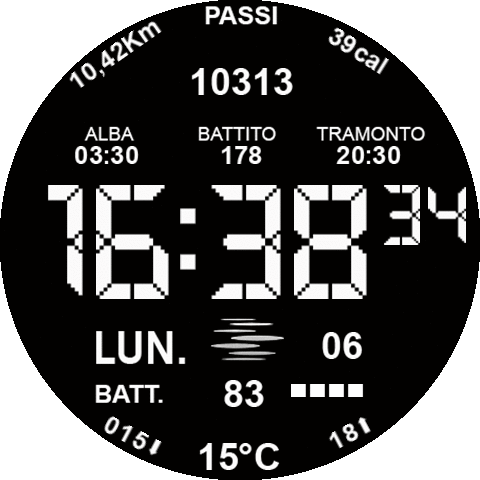 PASSI
10,42Km
39cal
10313
ALBA BATTITO TRAMONTO
03:30 178 20:30
16:38 34
LUN. 06
BATT. 83
015⬇ 15°C 18⬆